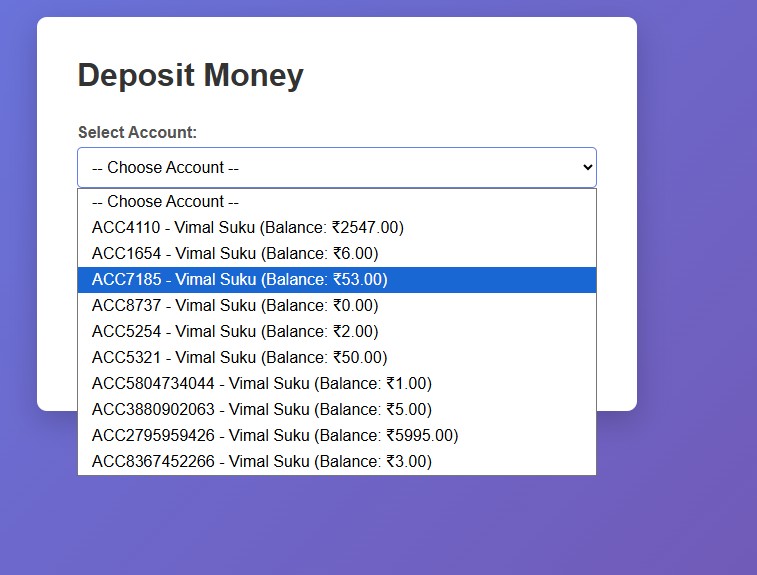 Deposit Money
Select Account:
-- Choose Account --
-- Choose Account --
ACC4110 - Vimal Suku (Balance: ₹2547.00)
ACC1654 - Vimal Suku (Balance: ₹6.00)
ACC7185 - Vimal Suku (Balance: ₹53.00)
ACC8737 - Vimal Suku (Balance: ₹0.00)
ACC5254 - Vimal Suku (Balance: ₹2.00)
ACC5321 - Vimal Suku (Balance: ₹50.00)
ACC5804734044 - Vimal Suku (Balance: ₹1.00)
ACC3880902063 - Vimal Suku (Balance: ₹5.00)
ACC2795959426 - Vimal Suku (Balance: ₹5995.00)
ACC8367452266 - Vimal Suku (Balance: ₹3.00)